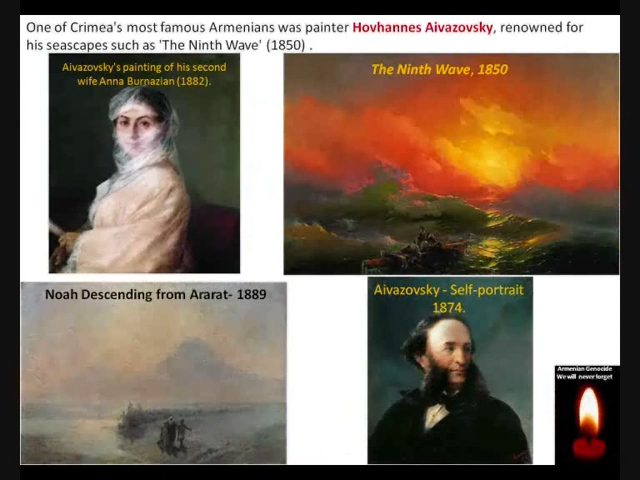 One of Crimea's most famous Armenians was painter Hovhannes Aivazovsky, renowned for
his seascapes such as 'The Ninth Wave' (1850) .
Aivazovsky's painting of his second
wife Anna Burnazian (1882).
The Ninth Wave, 1850
Noah Descending from Ararat- 1889
Aivazovsky - Self-portrait
1874.
Armenian Genocide
We will never forget